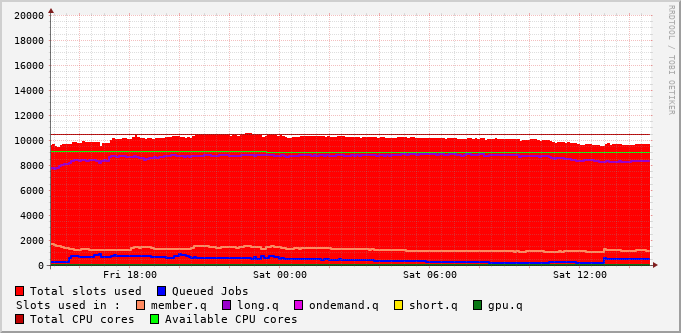 20000
18000
16000
14000
12000
10000
8000
6000
4000
2000
0
Fri 18:00 Sat 00:00 Sat 06:00 Sat 12:00
Total slots used Queued Jobs
Slots used in : member.q long.q ondemand.q short.q gpu.q
Total CPU cores Available CPU cores
RRDTOOL / TOBI OETIKER